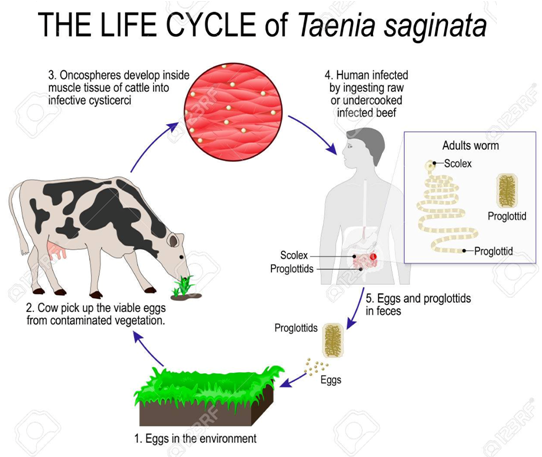 THE LIFE CYCLE of Taenia saginata
3. Oncospheres develop inside
muscle tissue of cattle into
infective cysticerci
4. Human infected
by ingesting raw
or undercooked
infected beef
Adults worm
Scolex
Proglottid
Proglottid
Scolex
Proglottids
2. Cow pick up the viable eggs
from contaminated vegetation.
5. Eggs and proglottids
in feces
Proglottids
Eggs
1. Eggs in the environment
123RF